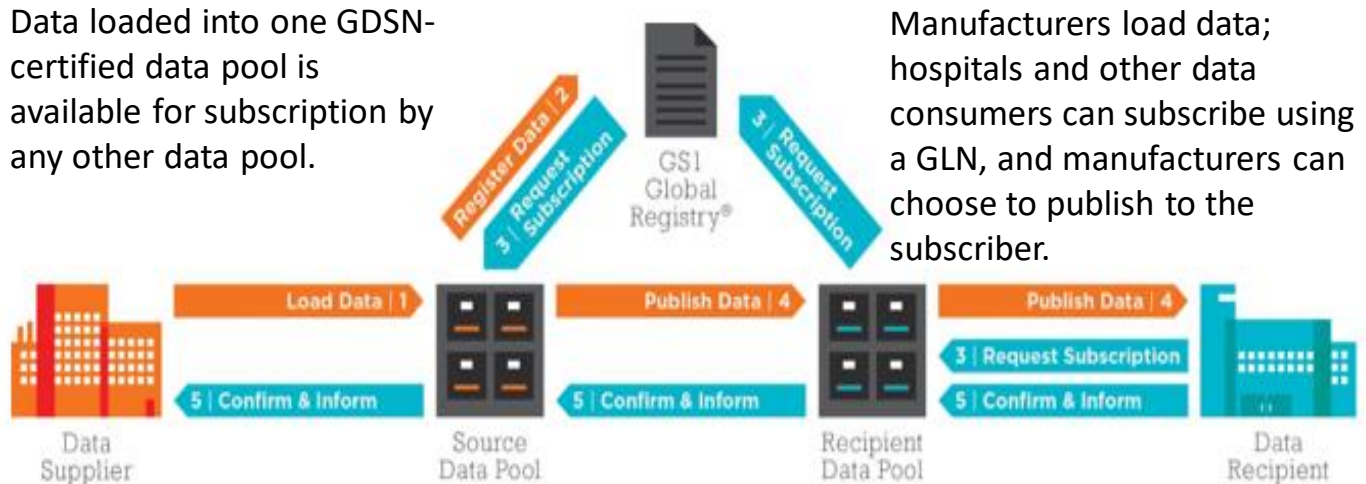 Data loaded into one GDSN-
certified data pool is
available for subscription by
any other data pool.
Manufacturers load data;
hospitals and other data
consumers can subscribe using
a GLN, and manufacturers can
choose to publish to the
subscriber.
Register Data | 2
3 | Request
Subscription
GS1
Global
Registry®
3 | Request
Subscription
Load Data | 1
Publish Data | 4
Publish Data | 4
3 | Request Subscription
5 | Confirm & Inform
5 | Confirm & Inform
5 | Confirm & Inform
Data
Supplier
Source
Data Pool
Recipient
Data Pool
Data
Recipient